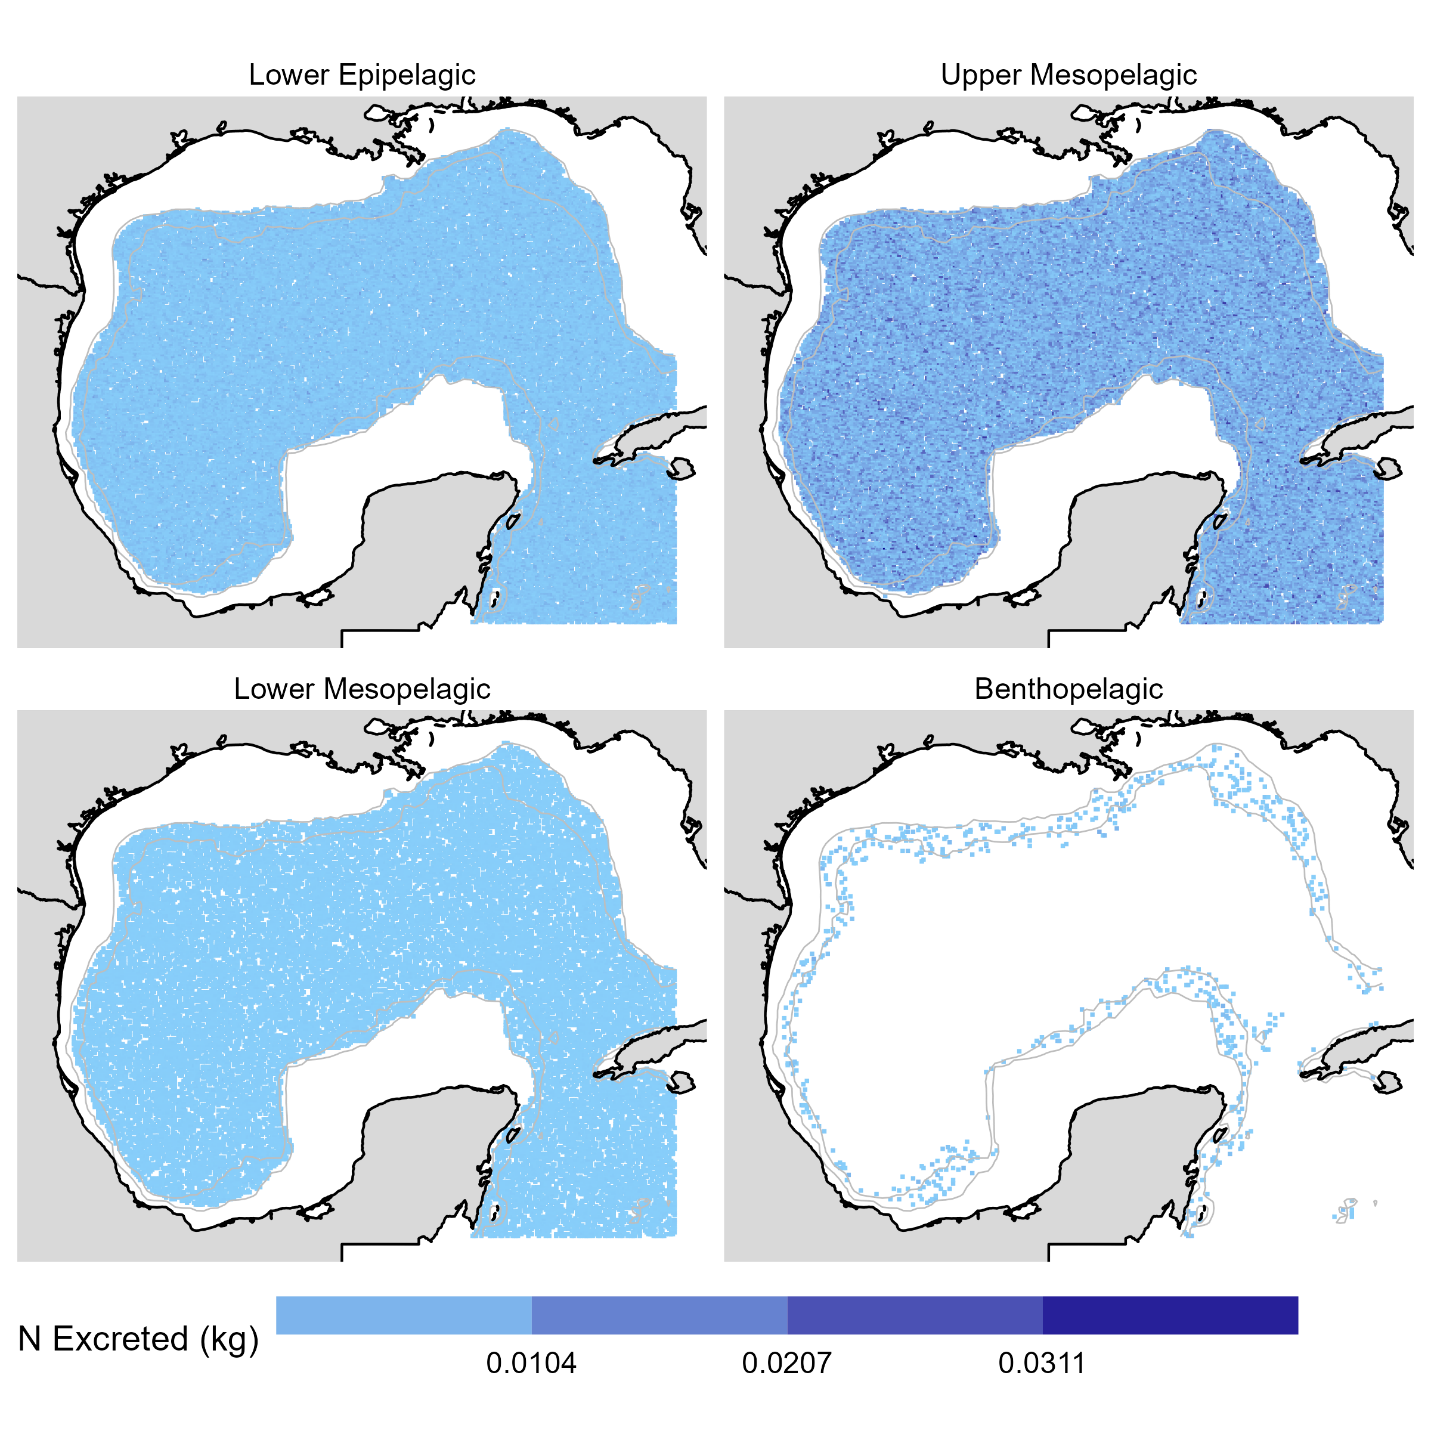 Lower Epipelagic
Upper Mesopelagic
Lower Mesopelagic
Benthopelagic
N Excreted (kg)
0.0104
0.0207
0.0311